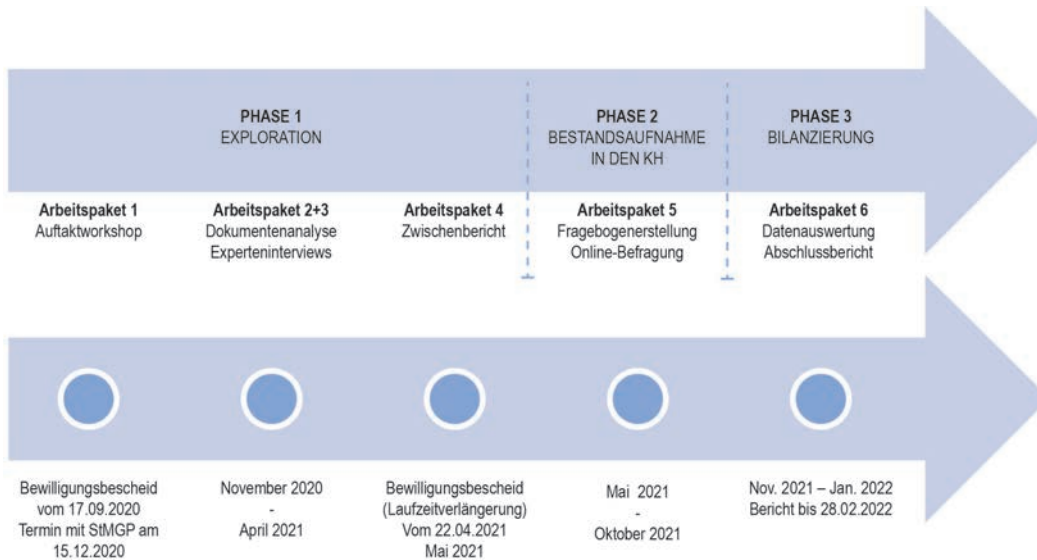 PHASE 1
EXPLORATION
PHASE 2
BESTANDSAUFNAHME
IN DEN KH
PHASE 3
BILANZIERUNG
Arbeitspaket 1
Auftaktworkshop
Arbeitspaket 2+3
Dokumentenanalyse
Experteninterviews
Arbeitspaket 4
Zwischenbericht
Arbeitspaket 5
Fragebogenerstellung
Online-Befragung
Arbeitspaket 6
Datenauswertung
Abschlussbericht
Bewilligungsbescheid
vom 17.09.2020
Termin mit StMGP am
15.12.2020
November 2020
-
April 2021
Bewilligungsbescheid
(Laufzeitverlängerung)
Vom 22.04.2021
Mai 2021
Mai 2021
-
Oktober 2021
Nov. 2021 – Jan. 2022
Bericht bis 28.02.2022